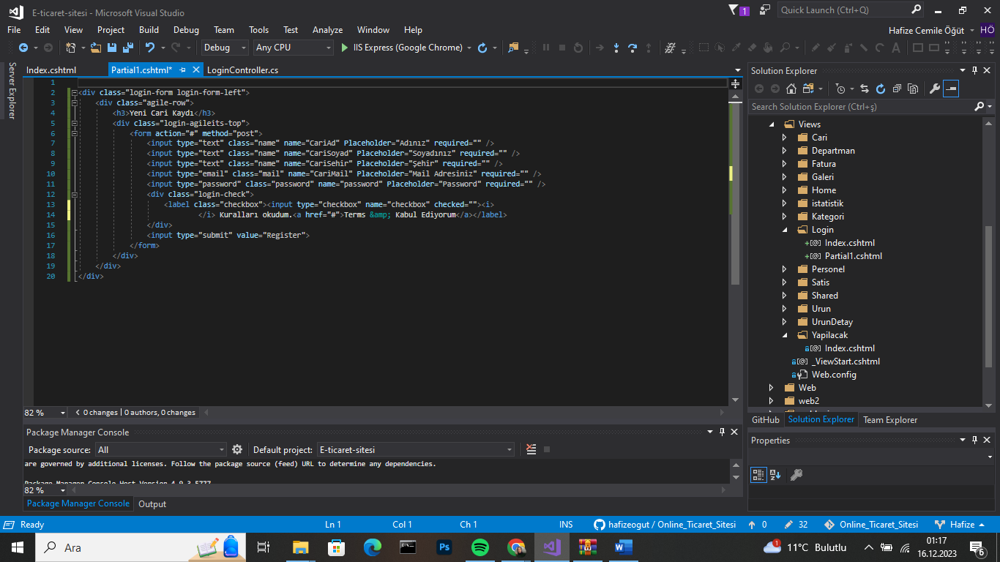 E-ticaret-sitesi - Microsoft Visual Studio
1
Quick Launch (Ctrl+Q)
File Edit View Project Build Debug Team Tools Test Analyze Window Help
Hafize Cemile Öğüt HÖ
Debug Any CPU IIS Express (Google Chrome)
Server Explorer
Index.cshtml Partial1.cshtml* LoginController.cs
1
2 <div class="login-form login-form-left">
3 <div class="agile-row">
4 <h3>Yeni Cari Kaydı</h3>
5 <div class="login-agileits-top">
6 <form action="#" method="post">
7 <input type="text" class="name" name="CariAd" Placeholder="Adınız" required="" />
8 <input type="text" class="name" name="CariSoyad" Placeholder="Soyadınız" required="" />
9 <input type="text" class="name" name="CariSehir" Placeholder="Şehir" required="" />
10 <input type="email" class="mail" name="CariMail" Placeholder="Mail Adresiniz" required="" />
11 <input type="password" class="password" name="password" Placeholder="Password" required="" />
12 <div class="login-check">
13 <label class="checkbox"><input type="checkbox" name="checkbox" checked=""><i>
14 </i> Kuralları okudum.<a href="#">Terms &amp; Kabul Ediyorum</a></label>
15 </div>
16 <input type="submit" value="Register">
17 </form>
18 </div>
19 </div>
20 </div>
82 % 0 changes | 0 authors, 0 changes
Package Manager Console
Package source: All Default project: E-ticaret-sitesi
are governed by additional licenses. Follow the package source (feed) URL to determine any dependencies.
Package Manager Console Host Version 4.9.3.5777
82 %
Package Manager Console Output
Solution Explorer
Search Solution Explorer (Ctrl+ş)
Views
Cari
Departman
Fatura
Galeri
Home
istatistik
Kategori
Login
Index.cshtml
Partial1.cshtml
Personel
Satis
Shared
Urun
UrunDetay
Yapilacak
Index.cshtml
_ViewStart.cshtml
Web.config
Web
web2
GitHub Solution Explorer Team Explorer
Properties
Ready Ln 1 Col 1 Ch 1 INS hafizeogut / Online_Ticaret_Sitesi 0 32 Online_Ticaret_Sitesi Hafize
Ara
Ps
1
11°C Bulutlu
01:17
16.12.2023
6